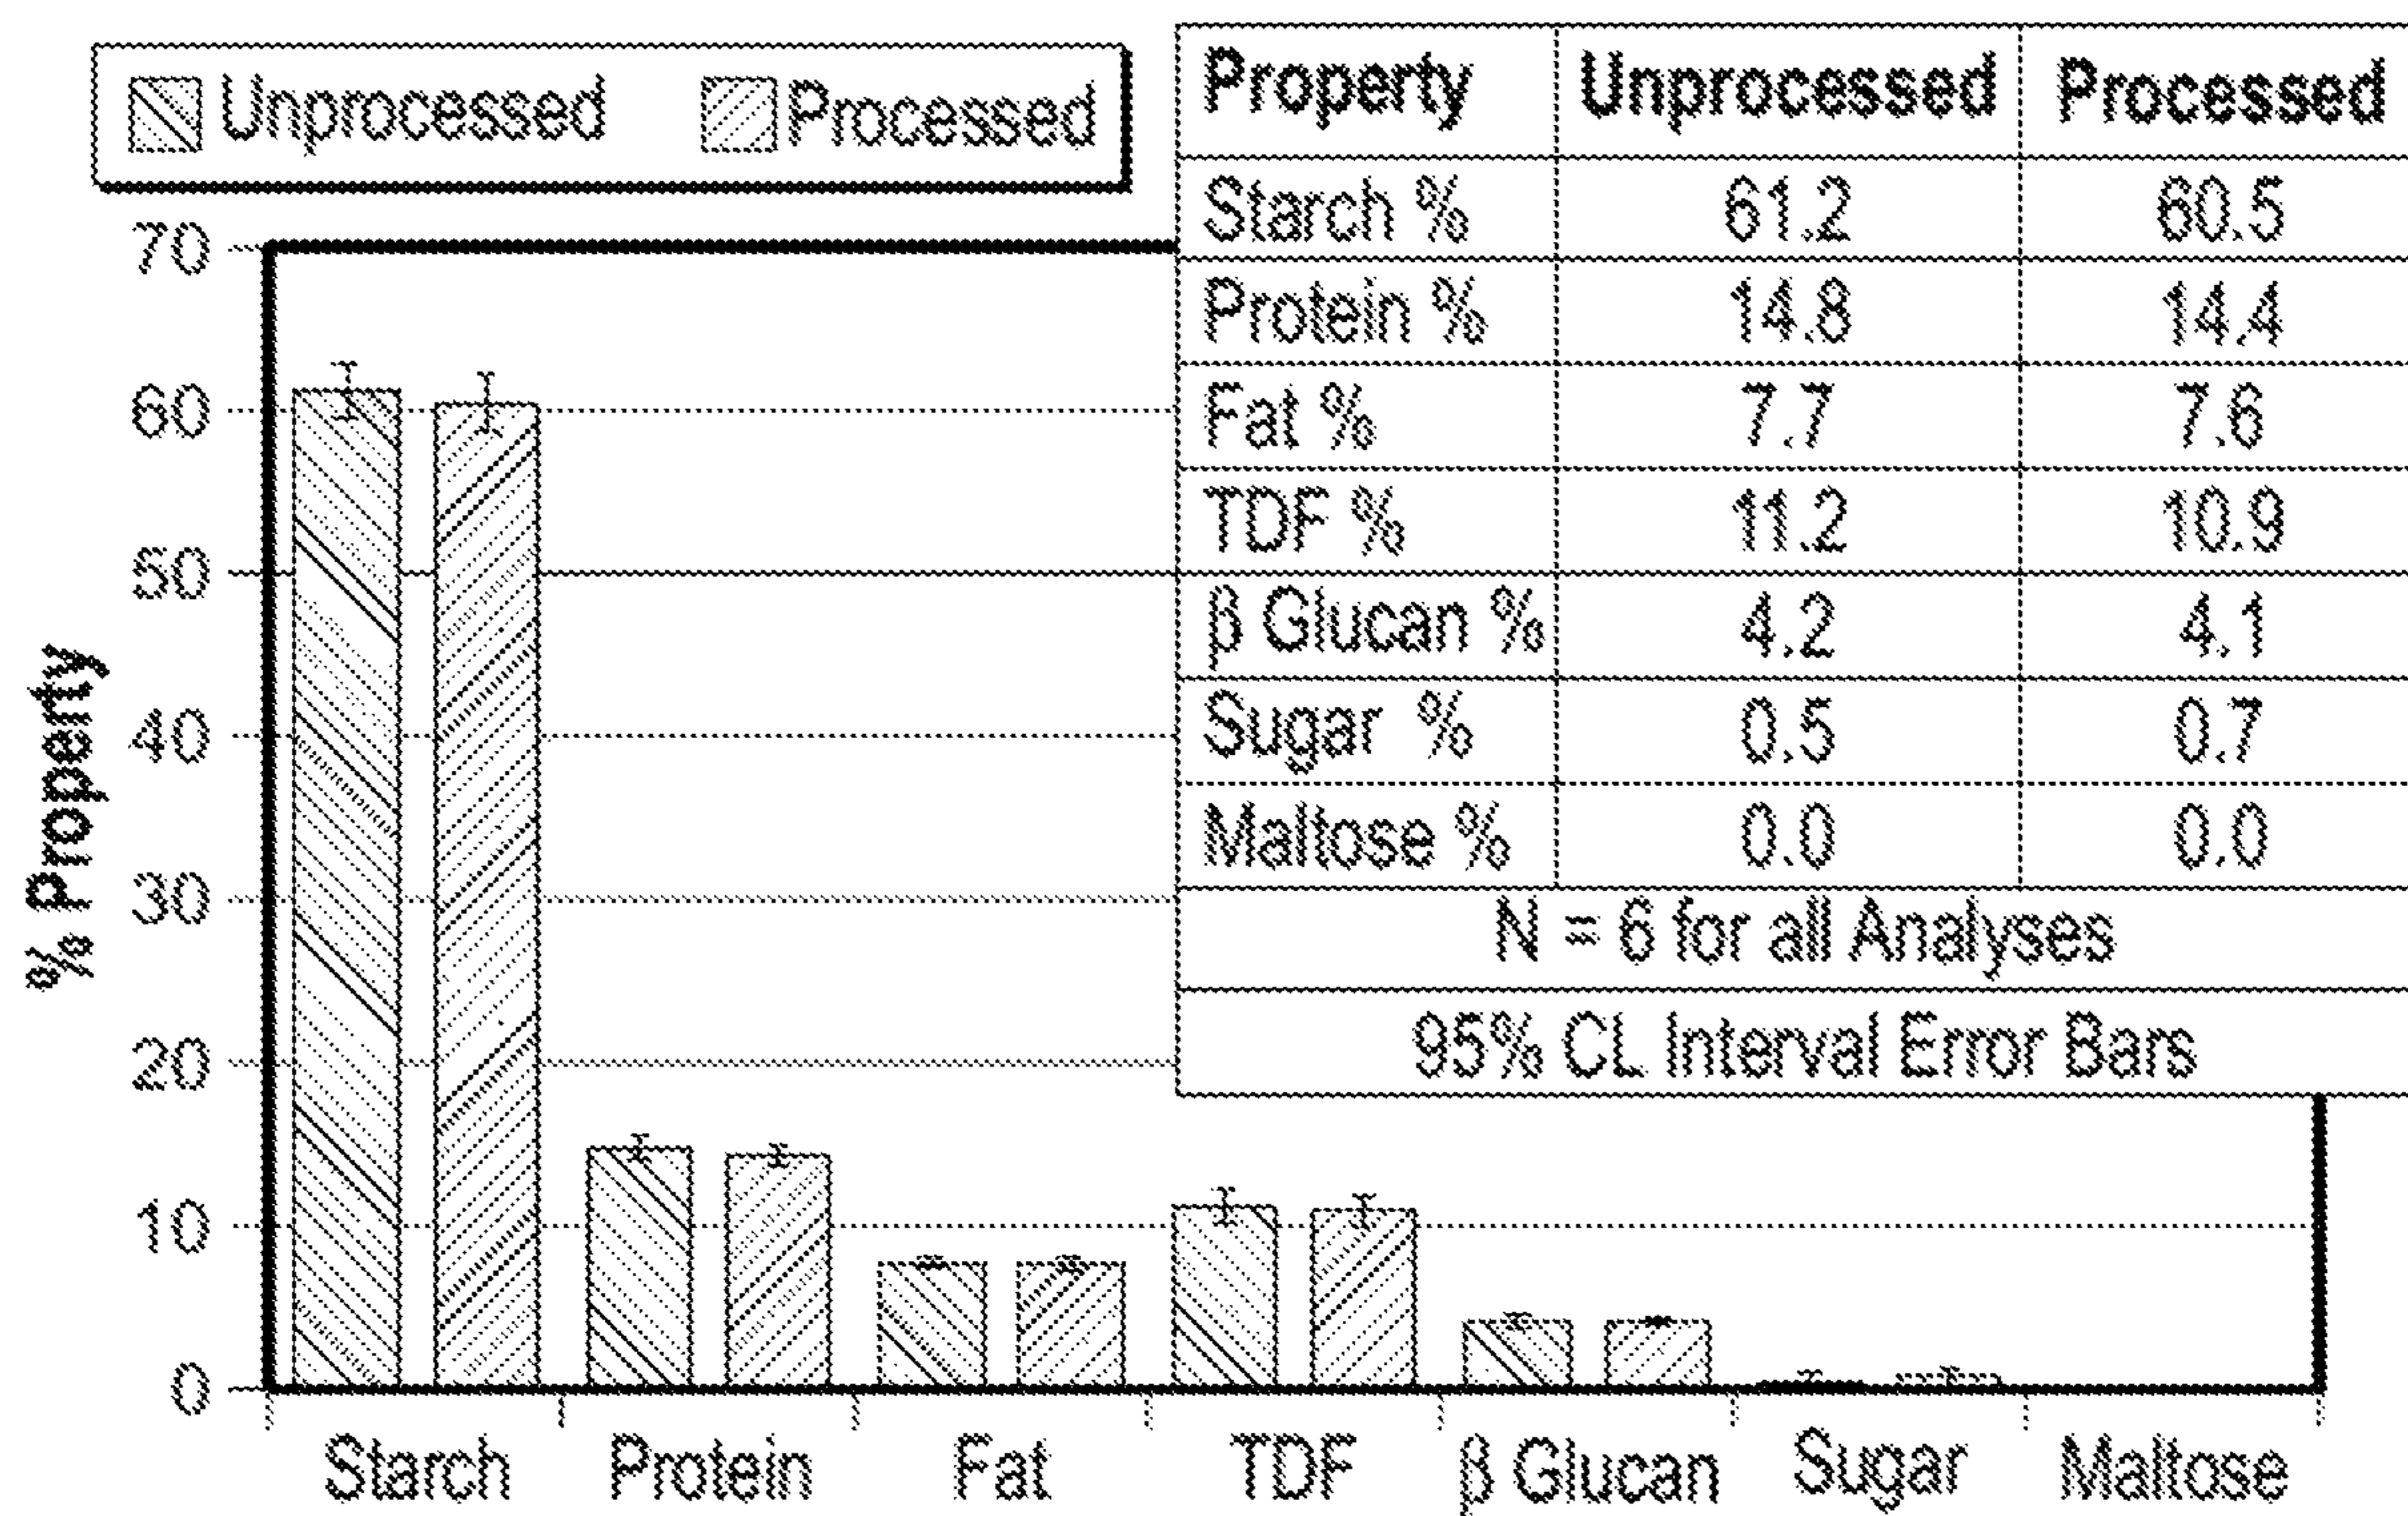 Unprocessed Processed
Property Unprocessed Processed
Starch % 61.2 60.5
Protein % 14.8 14.4
Fat % 7.7 7.6
TDF % 11.2 10.9
β Glucan % 4.2 4.1
Sugar % 0.5 0.7
Maltose % 0.0 0.0
N = 6 for all Analyses
95% CL Interval Error Bars
% Property
70
60
50
40
30
20
10
0
Starch Protein Fat TDF β Glucan Sugar Maltose